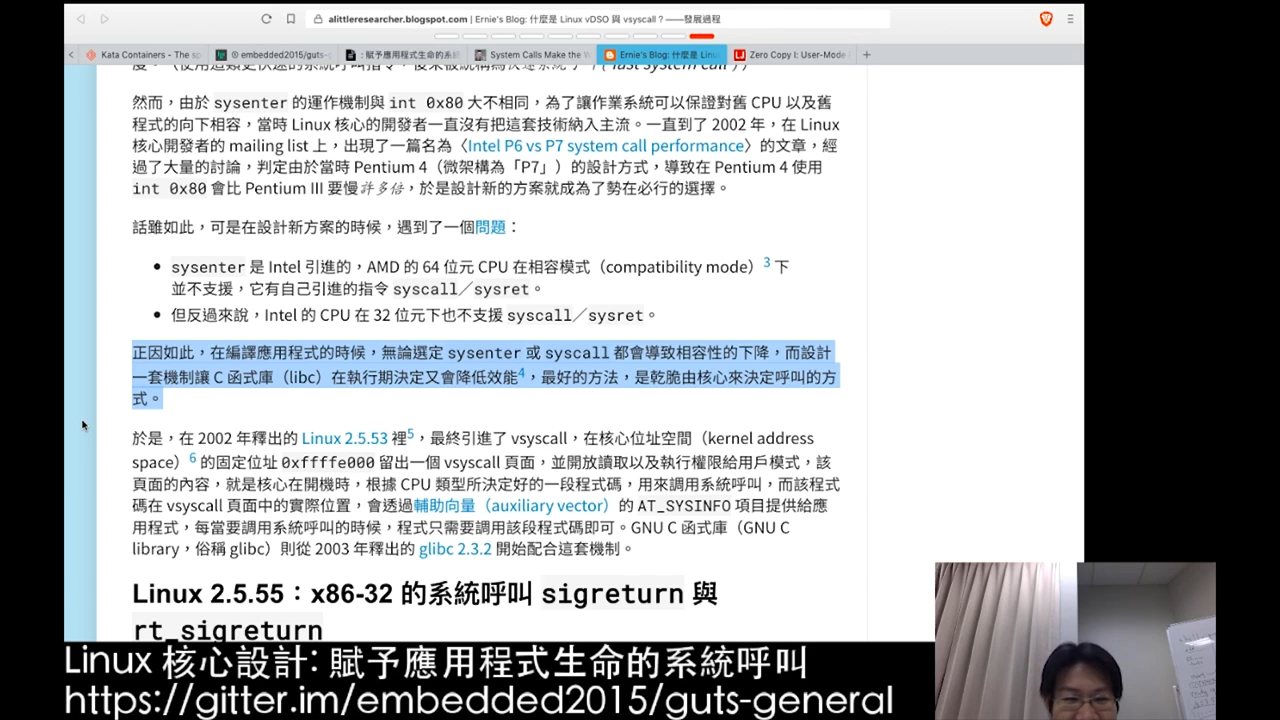 alittleresearcher.blogspot.com | Ernie's Blog: 什麼是 Linux vDSO 與 vsyscall？——發展過程
Kata Containers - The sp
embedded2015/guts-g
: 賦予應用程式生命的系統
System Calls Make the W
Ernie's Blog: 什麼是 Linu
Zero Copy I: User-Mode
然而，由於 sysenter 的運作機制與 int 0x80 大不相同，為了讓作業系統可以保證對舊 CPU 以及舊
程式的向下相容，當時 Linux 核心的開發者一直沒有把這套技術納入主流。一直到了 2002 年，在 Linux
核心開發者的 mailing list 上，出現了一篇名為〈Intel P6 vs P7 system call performance〉的文章，經
過了大量的討論，判定由於當時 Pentium 4（微架構為「P7」）的設計方式，導致在 Pentium 4 使用
int 0x80 會比 Pentium III 要慢許多倍，於是設計新的方案就成為了勢在必行的選擇。
話雖如此，可是在設計新方案的時候，遇到了一個問題：
• sysenter 是 Intel 引進的，AMD 的 64 位元 CPU 在相容模式（compatibility mode）3 下
並不支援，它有自己引進的指令 syscall／sysret。
• 但反過來說，Intel 的 CPU 在 32 位元下也不支援 syscall／sysret。
正因如此，在編譯應用程式的時候，無論選定 sysenter 或 syscall 都會導致相容性的下降，而設計
一套機制讓 C 函式庫（libc）在執行期決定又會降低效能4，最好的方法，是乾脆由核心來決定呼叫的方
式。
於是，在 2002 年釋出的 Linux 2.5.53 裡5，最終引進了 vsyscall，在核心位址空間（kernel address
space）6 的固定位址 0xffffe000 留出一個 vsyscall 頁面，並開放讀取以及執行權限給用戶模式，該
頁面的內容，就是核心在開機時，根據 CPU 類型所決定好的一段程式碼，用來調用系統呼叫，而該程式
碼在 vsyscall 頁面中的實際位置，會透過輔助向量（auxiliary vector）的 AT_SYSINFO 項目提供給應
用程式，每當要調用系統呼叫的時候，程式只需要調用該段程式碼即可。GNU C 函式庫（GNU C
library，俗稱 glibc）則從 2003 年釋出的 glibc 2.3.2 開始配合這套機制。
Linux 2.5.55：x86-32 的系統呼叫 sigreturn 與
rt_sigreturn
Linux 核心設計: 賦予應用程式生命的系統呼叫
https://gitter.im/embedded2015/guts-general